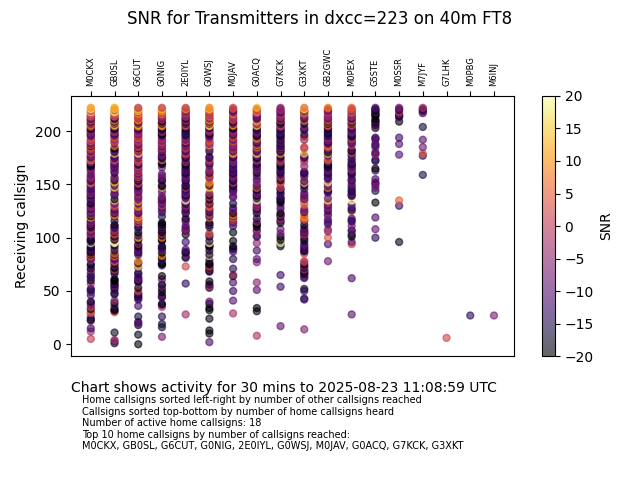 SNR for Transmitters in dxcc=223 on 40m FT8
M0CKX GB0SL G6CUT G0NIG 2E0IYL G0WSJ M0JAV G0ACQ G7KCK G3XKT GB2GWC M0PEX G5STE M0SSR M7JYF G7LHK M0PBG M6INJ
200
150
100
50
0
Receiving callsign
20
15
10
5
0
−5
−10
−15
−20
SNR
Chart shows activity for 30 mins to 2025-08-23 11:08:59 UTC
Home callsigns sorted left-right by number of other callsigns reached
Callsigns sorted top-bottom by number of home callsigns heard
Number of active home callsigns: 18
Top 10 home callsigns by number of callsigns reached:
M0CKX, GB0SL, G6CUT, G0NIG, 2E0IYL, G0WSJ, M0JAV, G0ACQ, G7KCK, G3XKT